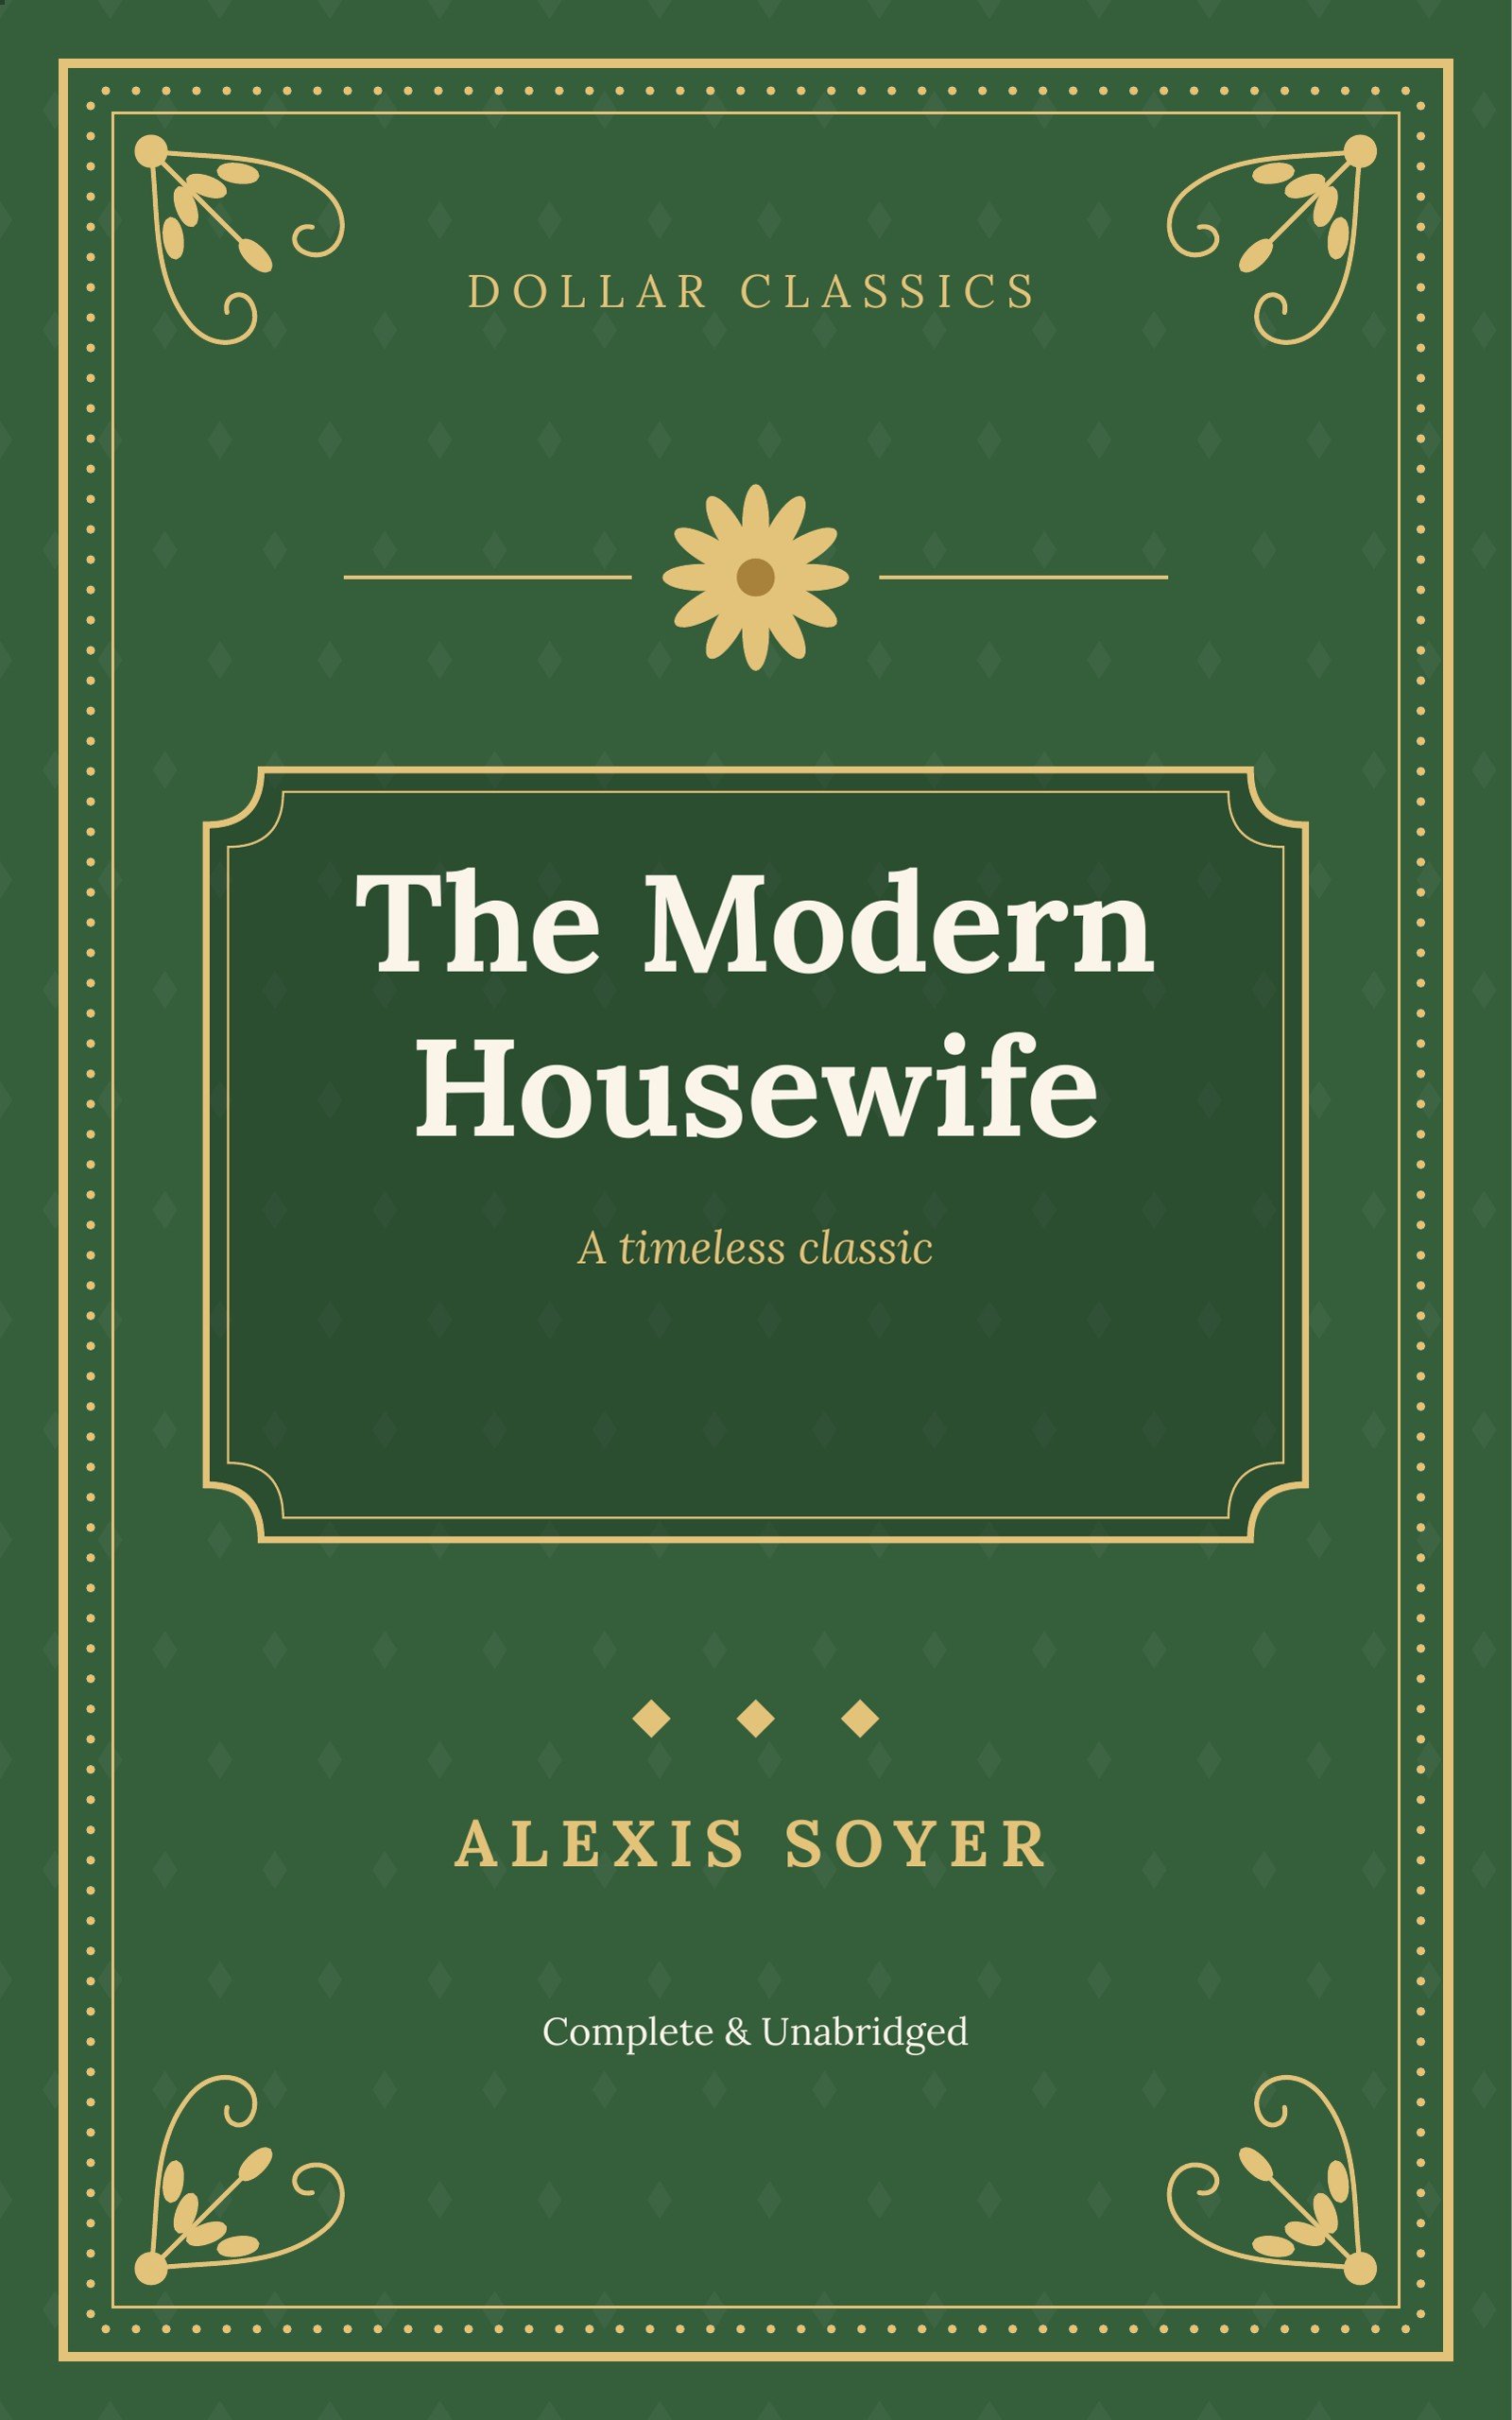 DOLLAR CLASSICS
The Modern
Housewife
A timeless classic
ALEXIS SOYER
Complete & Unabridged